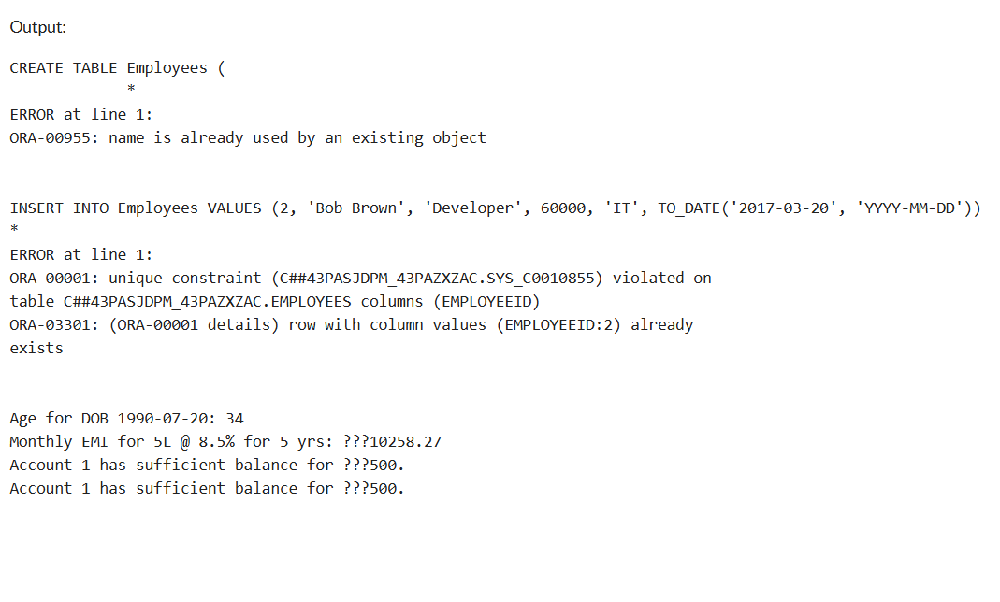 Output:
CREATE TABLE Employees (
*
ERROR at line 1:
ORA-00955: name is already used by an existing object
INSERT INTO Employees VALUES (2, 'Bob Brown', 'Developer', 60000, 'IT', TO_DATE('2017-03-20', 'YYYY-MM-DD'))
*
ERROR at line 1:
ORA-00001: unique constraint (C##43PASJDPM_43PAZXZAC.SYS_C0010855) violated on
table C##43PASJDPM_43PAZXZAC.EMPLOYEES columns (EMPLOYEEID)
ORA-03301: (ORA-00001 details) row with column values (EMPLOYEEID:2) already
exists
Age for DOB 1990-07-20: 34
Monthly EMI for 5L @ 8.5% for 5 yrs: ???10258.27
Account 1 has sufficient balance for ???500.
Account 1 has sufficient balance for ???500.